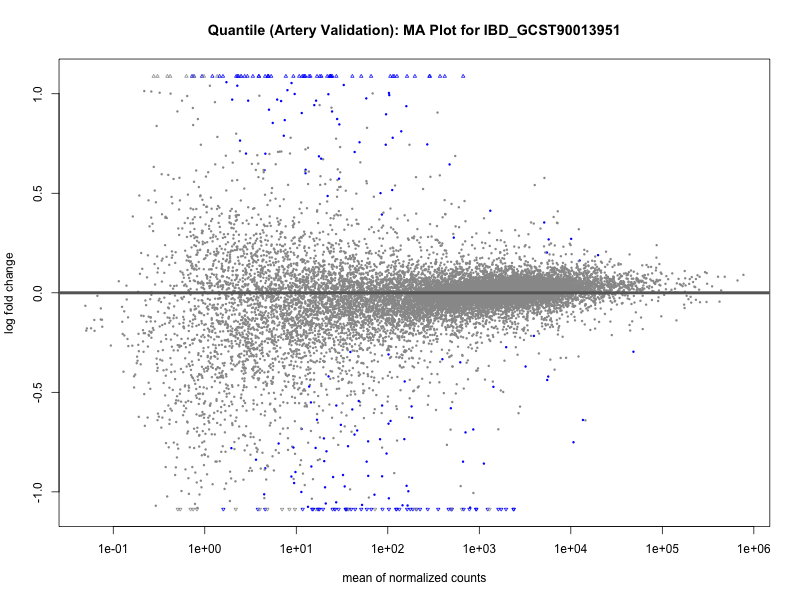 Quantile (Artery Validation): MA Plot for IBD_GCST90013951
log fold change
1.0
0.5
0.0
-0.5
-1.0
1e-01 1e+00 1e+01 1e+02 1e+03 1e+04 1e+05 1e+06
mean of normalized counts